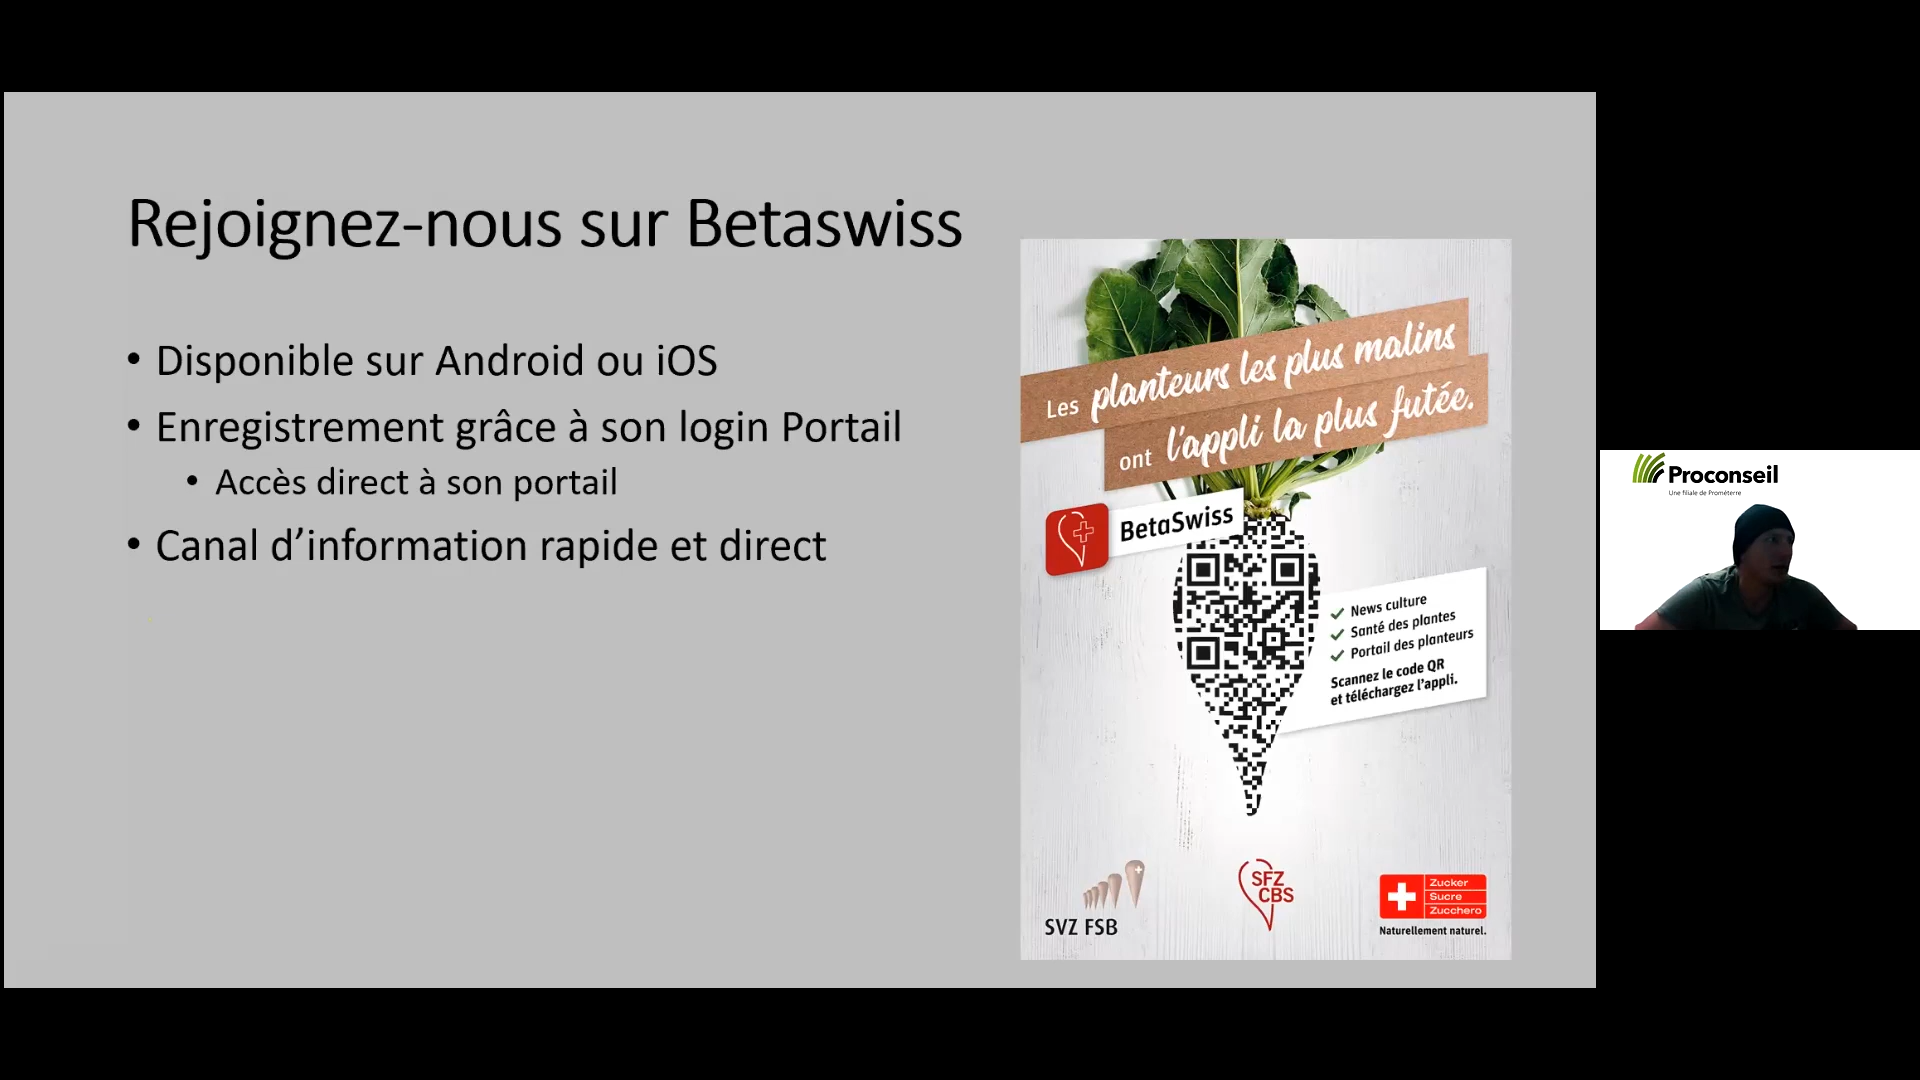 Rejoignez-nous sur Betaswiss
• Disponible sur Android ou iOS
• Enregistrement grâce à son login Portail
• Accès direct à son portail
• Canal d’information rapide et direct
Les planteurs les plus malins
ont l'appli la plus futée.
BetaSwiss
✓ News culture
✓ Santé des plantes
✓ Portail des planteurs
Scannez le code QR
et téléchargez l'appli.
SVZ FSB
SFZ
CBS
Zucker
Sucre
Zucchero
Naturellement naturel.
Proconseil
Une filiale de Prométerre